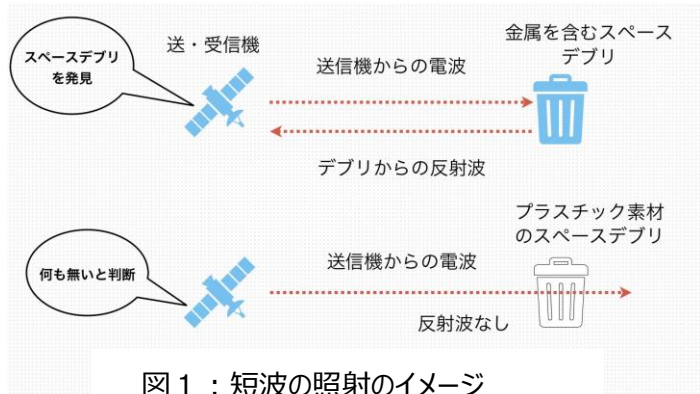 スペースデブリ
を発見
送・受信機
金属を含むスペース
デブリ
送信機からの電波
デブリからの反射波
プラスチック素材
のスペースデブリ
何も無いと判断
送信機からの電波
反射波なし
図1：短波の照射のイメージ